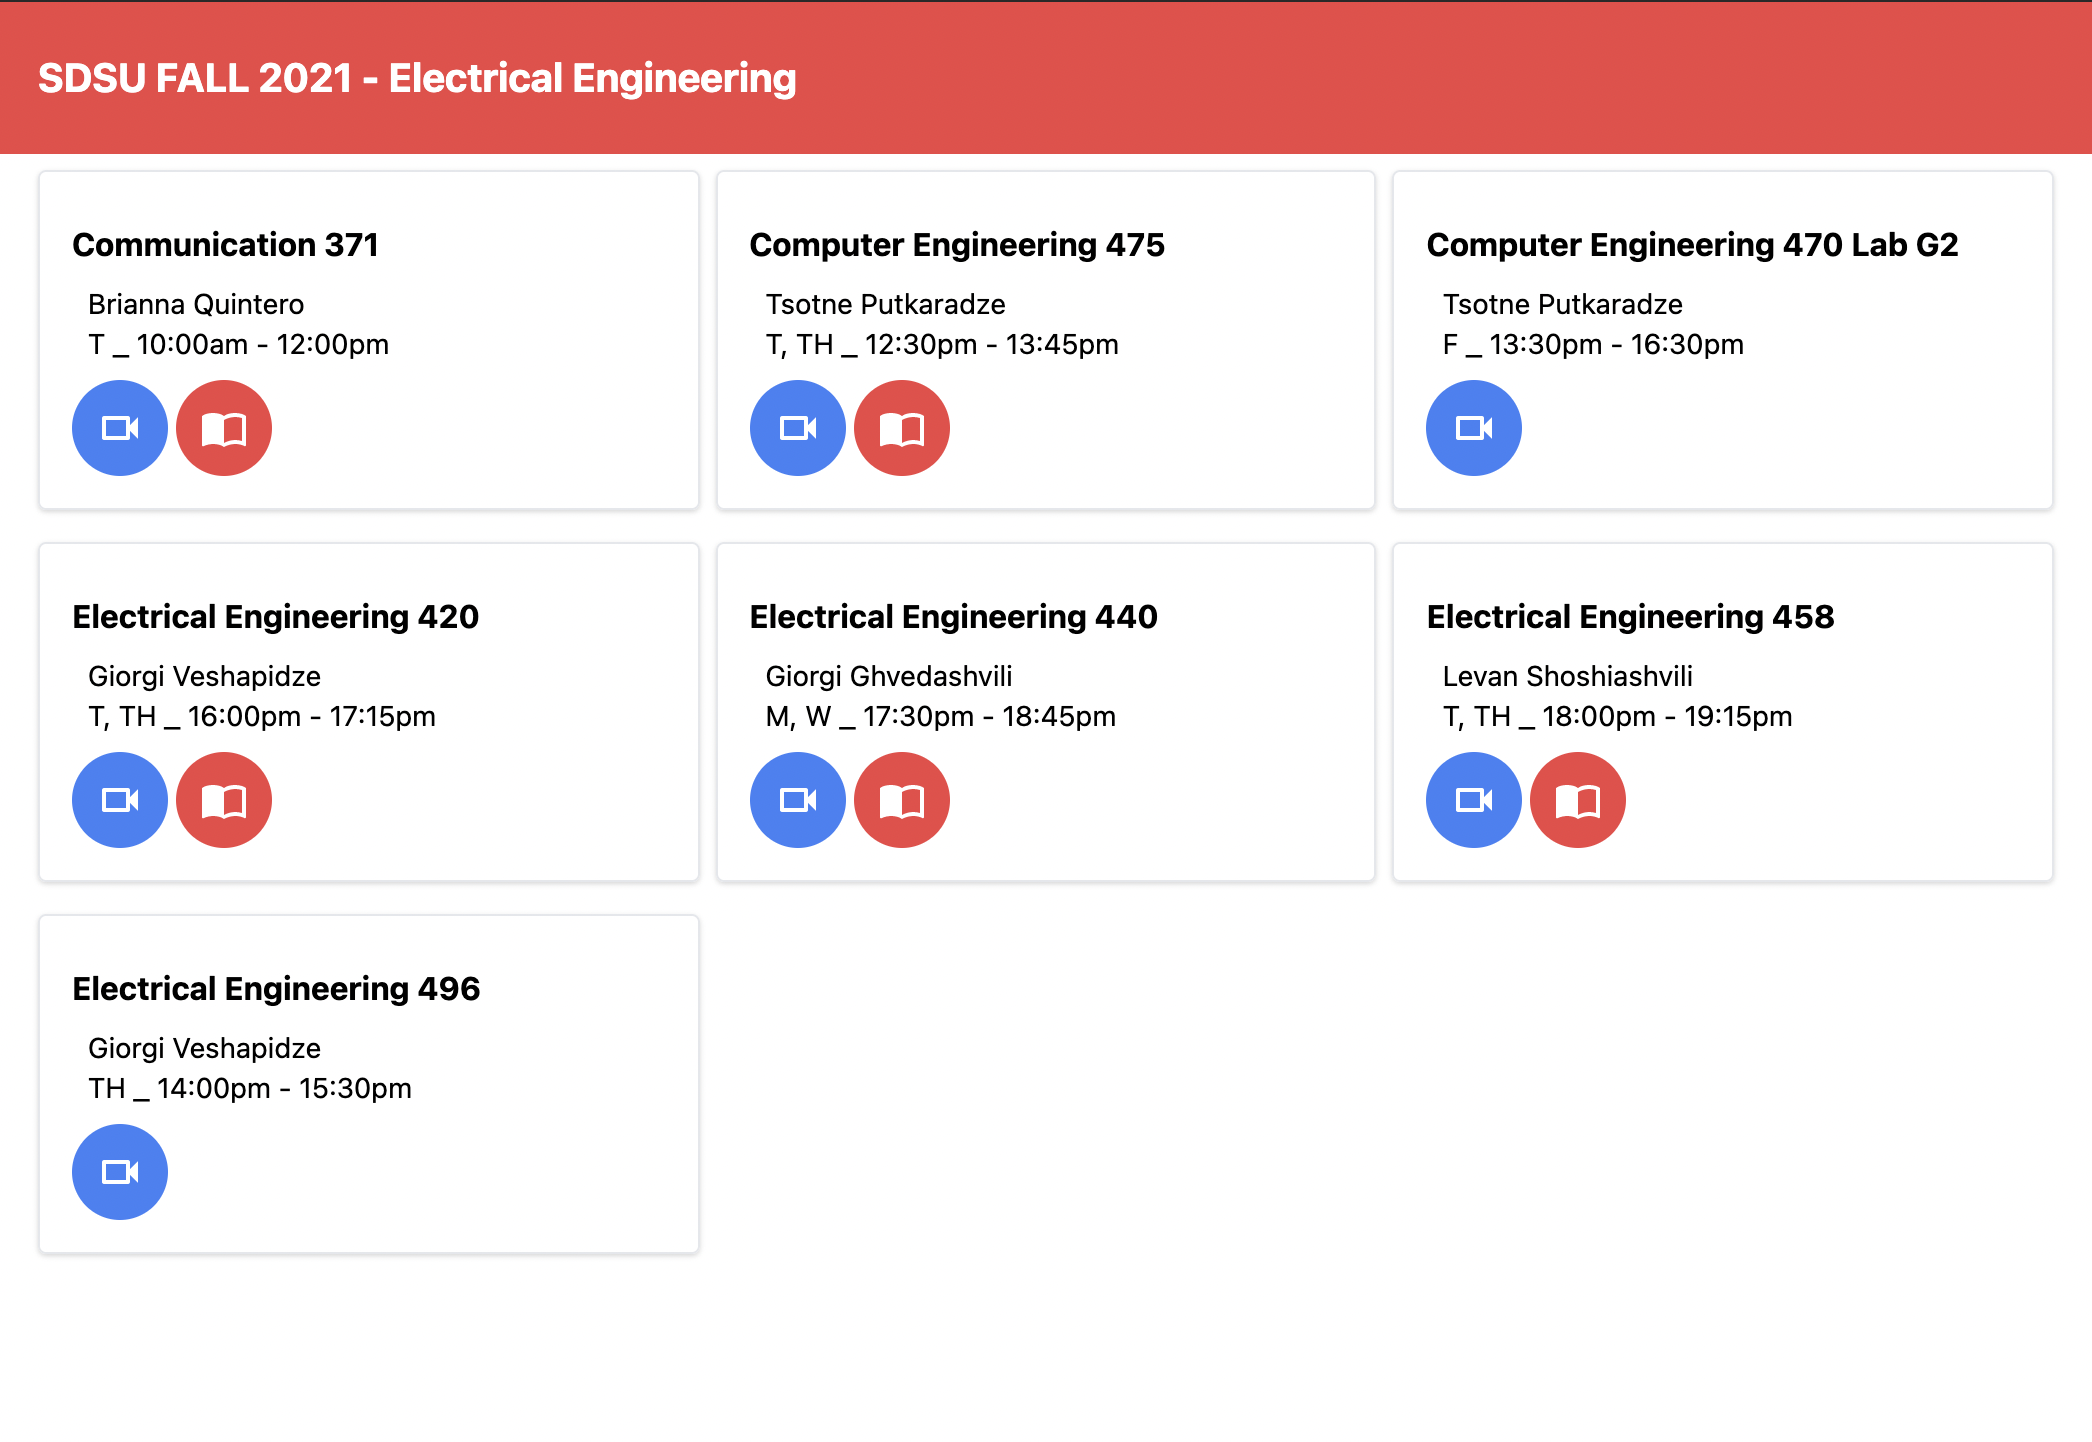 SDSU FALL 2021 - Electrical Engineering
Communication 371
Brianna Quintero
T _ 10:00am - 12:00pm
Computer Engineering 475
Tsotne Putkaradze
T, TH _ 12:30pm - 13:45pm
Computer Engineering 470 Lab G2
Tsotne Putkaradze
F _ 13:30pm - 16:30pm
Electrical Engineering 420
Giorgi Veshapidze
T, TH _ 16:00pm - 17:15pm
Electrical Engineering 440
Giorgi Ghvedashvili
M, W _ 17:30pm - 18:45pm
Electrical Engineering 458
Levan Shoshiashvili
T, TH _ 18:00pm - 19:15pm
Electrical Engineering 496
Giorgi Veshapidze
TH _ 14:00pm - 15:30pm